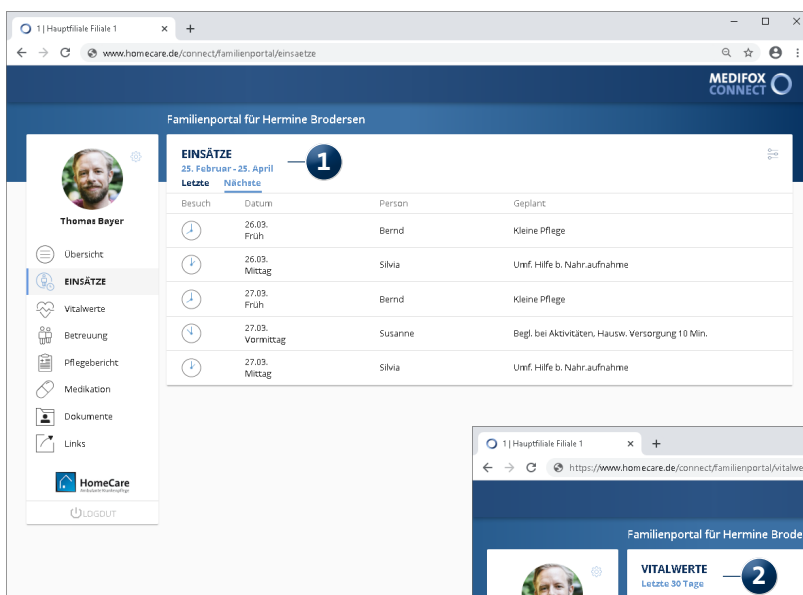 1 | Hauptfiliale Filiale 1
www.homecare.de/connect/familienportal/einsaetze
MEDIFOX
CONNECT
Familienportal für Hermine Brodersen
Thomas Bayer
Übersicht
EINSÄTZE
Vitalwerte
Betreuung
Pflegebericht
Medikation
Dokumente
Links
HomeCare
LOGOUT
EINSÄTZE
25. Februar - 25. April
1
Letzte Nächste
Besuch Datum Person Geplant
26.03. Früh Bernd Kleine Pflege
26.03. Mittag Silvia Umf. Hilfe b. Nahr.aufnahme
27.03. Früh Bernd Kleine Pflege
27.03. Vormittag Susanne Begl. bei Aktivitäten, Hausw. Versorgung 10 Min.
27.03. Mittag Silvia Umf. Hilfe b. Nahr.aufnahme
1 | Hauptfiliale Filiale 1
https://www.homecare.de/connect/familienportal/vitalwe
Familienportal für Hermine Brode
VITALWERTE
Letzte 30 Tage
2